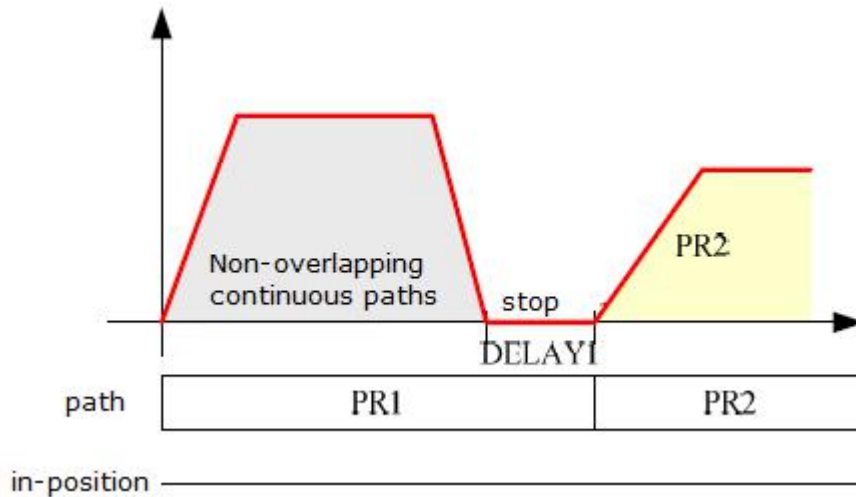 Non-overlapping
continuous paths
stop
PR2
DELAY1
path
PR1
PR2
in-position